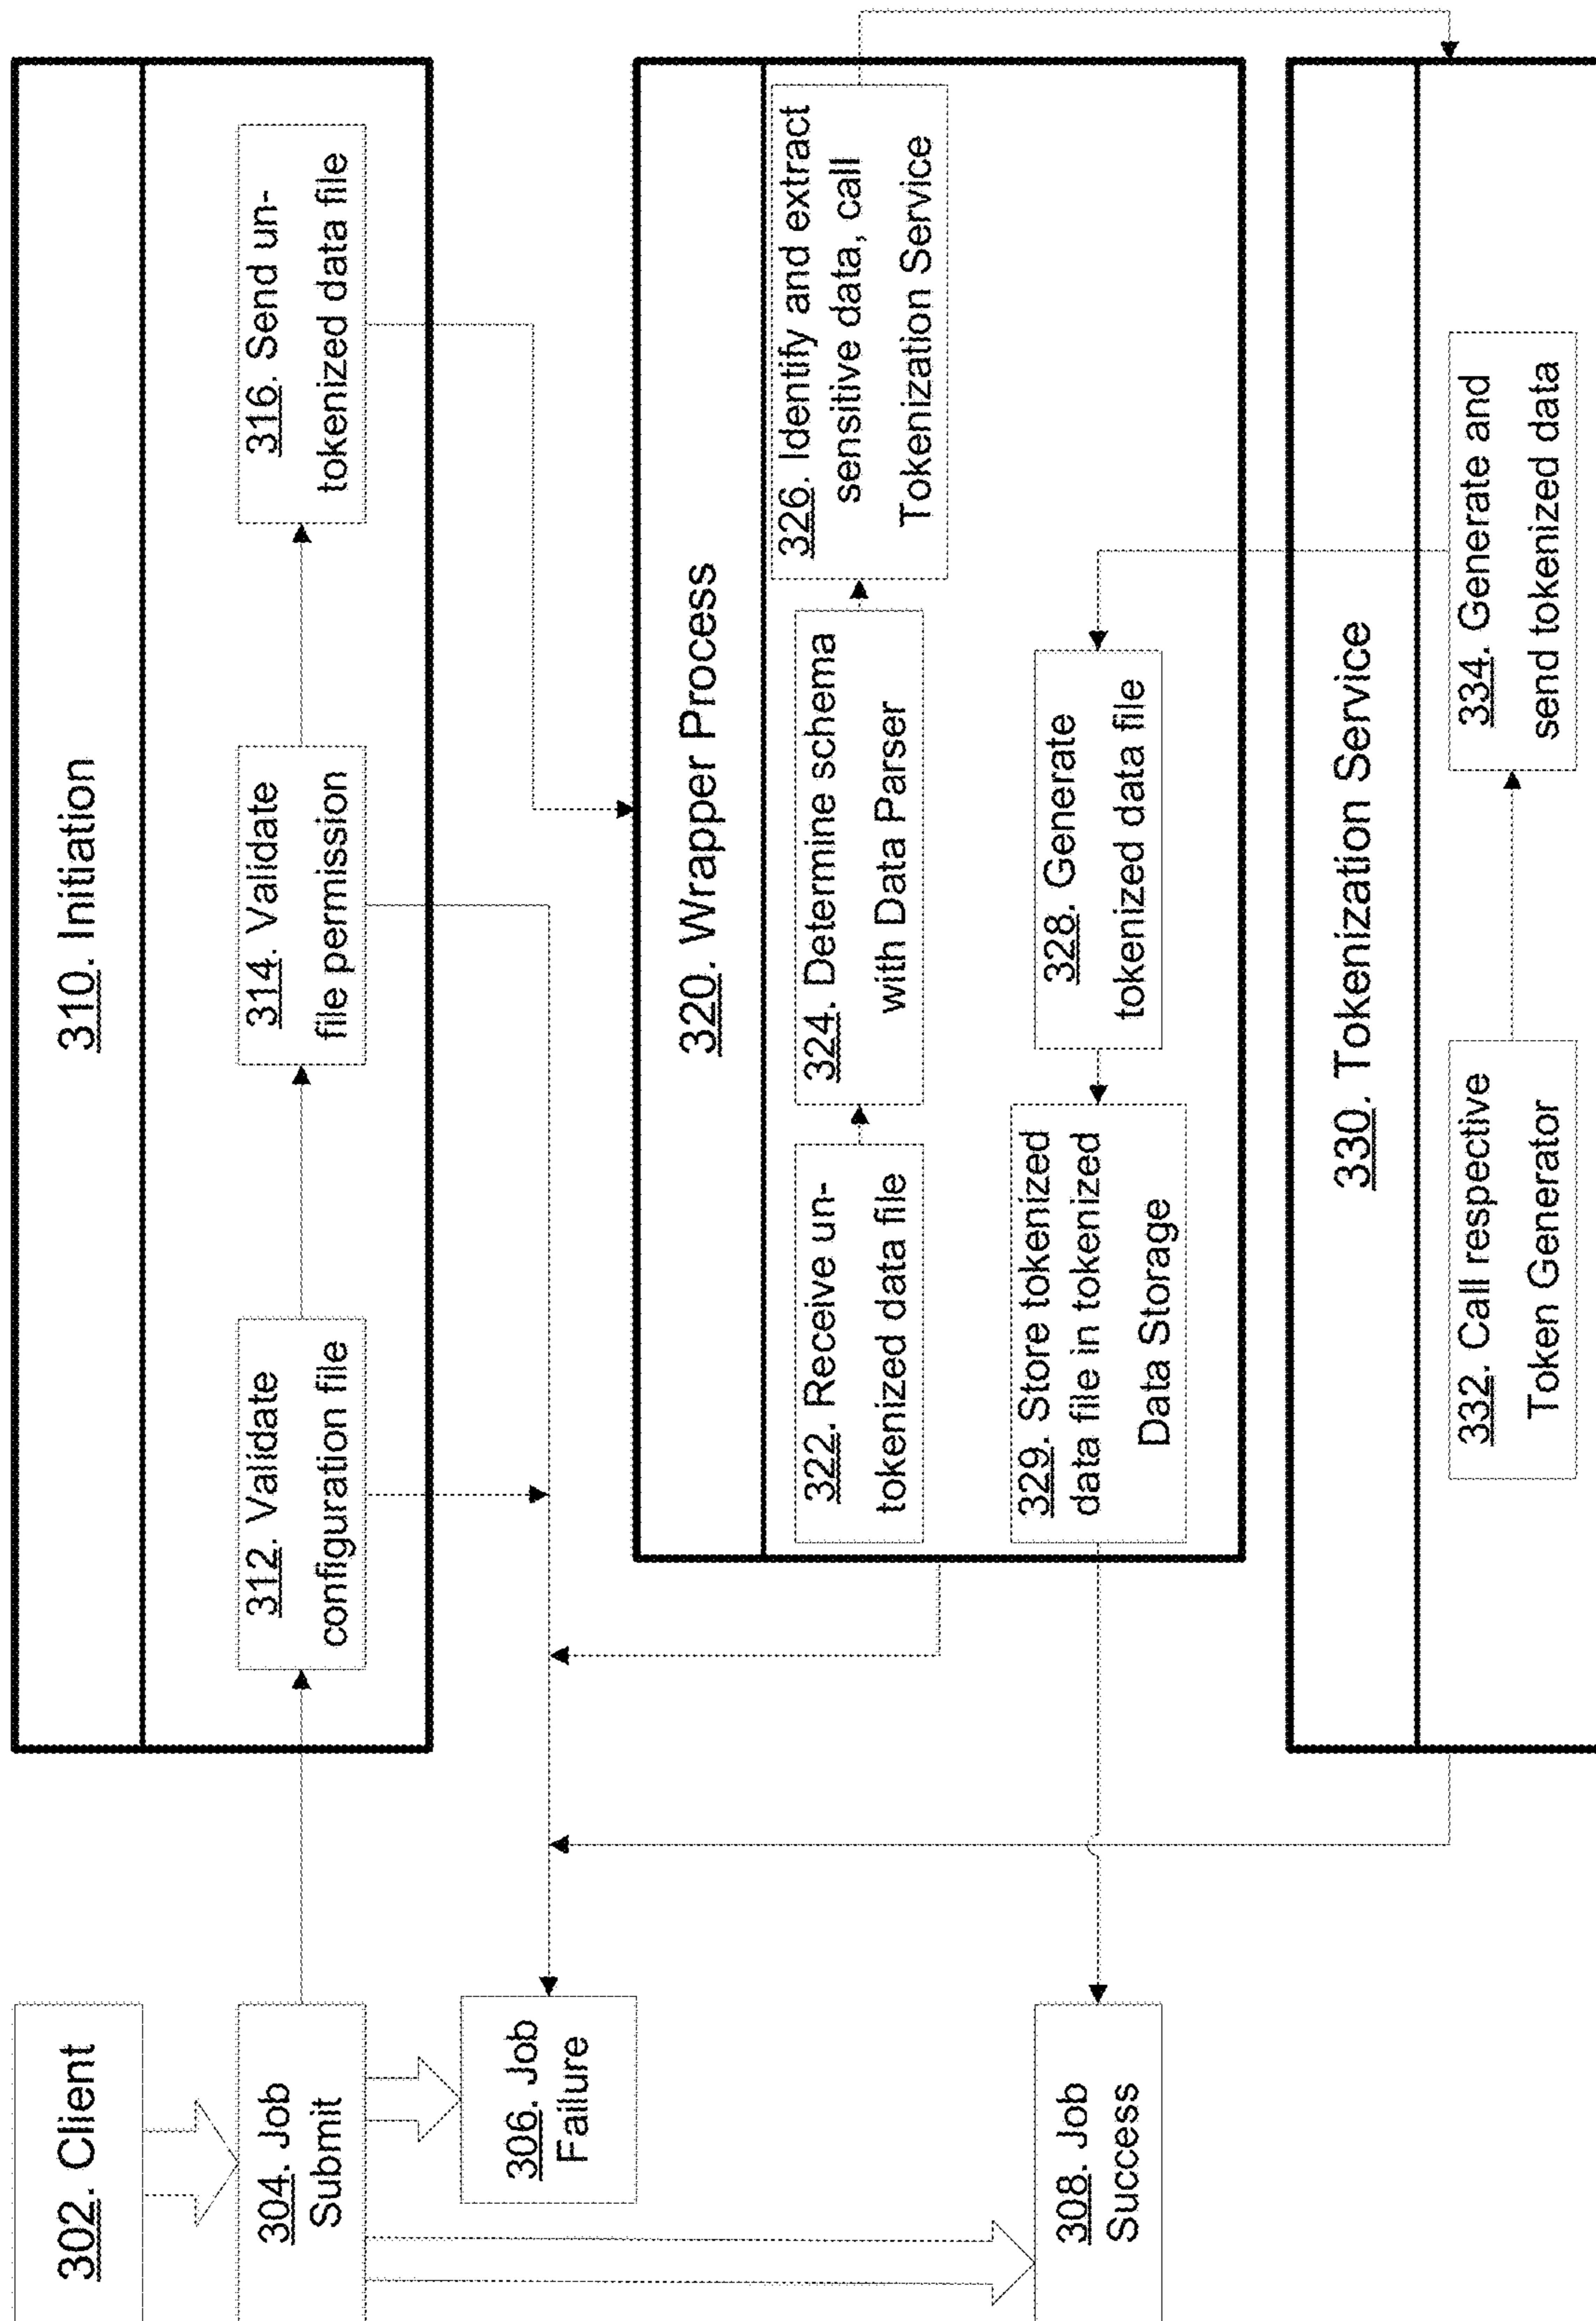 302. Client
304. Job
Submit
306. Job
Failure
308. Job
Success
310. Initiation
312. Validate
configuration file
314. Validate
file permission
316. Send un-
tokenized data file
320. Wrapper Process
322. Receive un-
tokenized data file
324. Determine schema
with Data Parser
326. Identify and extract
sensitive data, call
Tokenization Service
328. Generate
tokenized data file
329. Store tokenized
data file in tokenized
Data Storage
330. Tokenization Service
332. Call respective
Token Generator
334. Generate and
send tokenized data